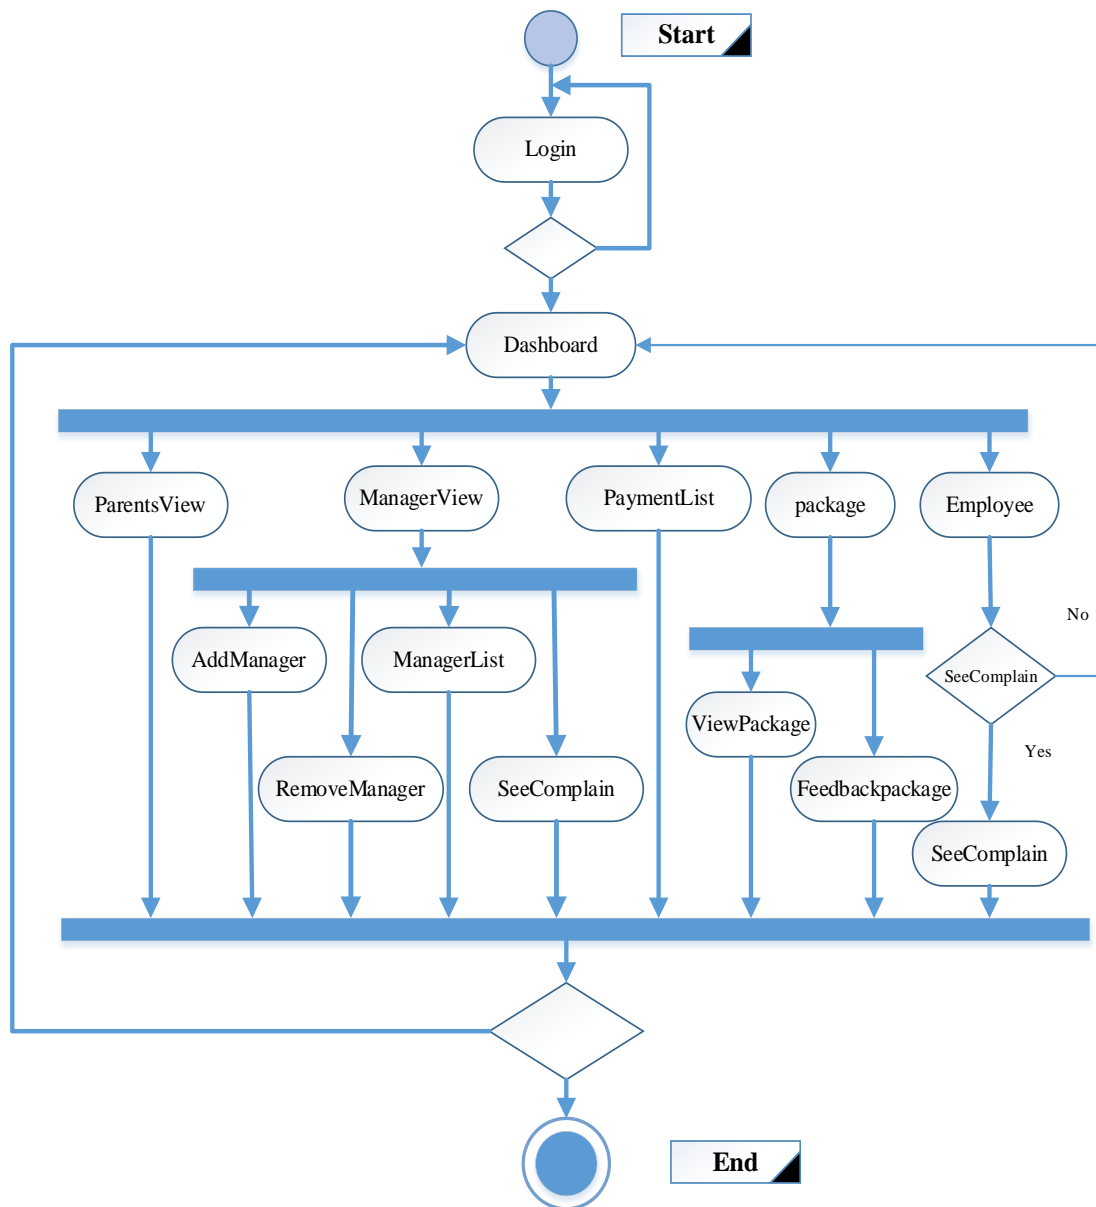 Start
Login
Dashboard
ParentsView
ManagerView
PaymentList
package
Employee
No
AddManager
ManagerList
SeeComplain
ViewPackage
Yes
RemoveManager
SeeComplain
Feedbackpackage
SeeComplain
End